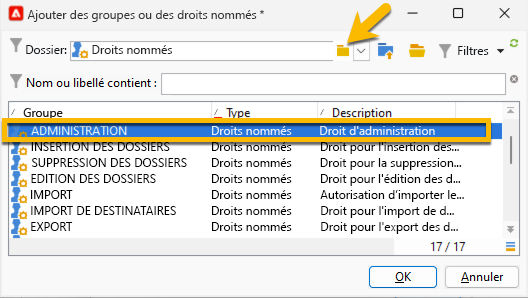 Ajouter des groupes ou des droits nommés *
Dossier: Droits nommés Filtres
Nom ou libellé contient :
Groupe Type Description
ADMINISTRATION Droits nommés Droit d'administration
INSERTION DES DOSSIERS Droits nommés Droit pour l'insertion des...
SUPPRESSION DES DOSSIERS Droits nommés Droit pour la suppression...
EDITION DES DOSSIERS Droits nommés Droit pour l'édition des d...
IMPORT Droits nommés Autorisation d'importer le...
IMPORT DE DESTINATAIRES Droits nommés Droit pour l'import de d...
EXPORT Droits nommés Droit pour l'export des d...
17 / 17
OK Annuler